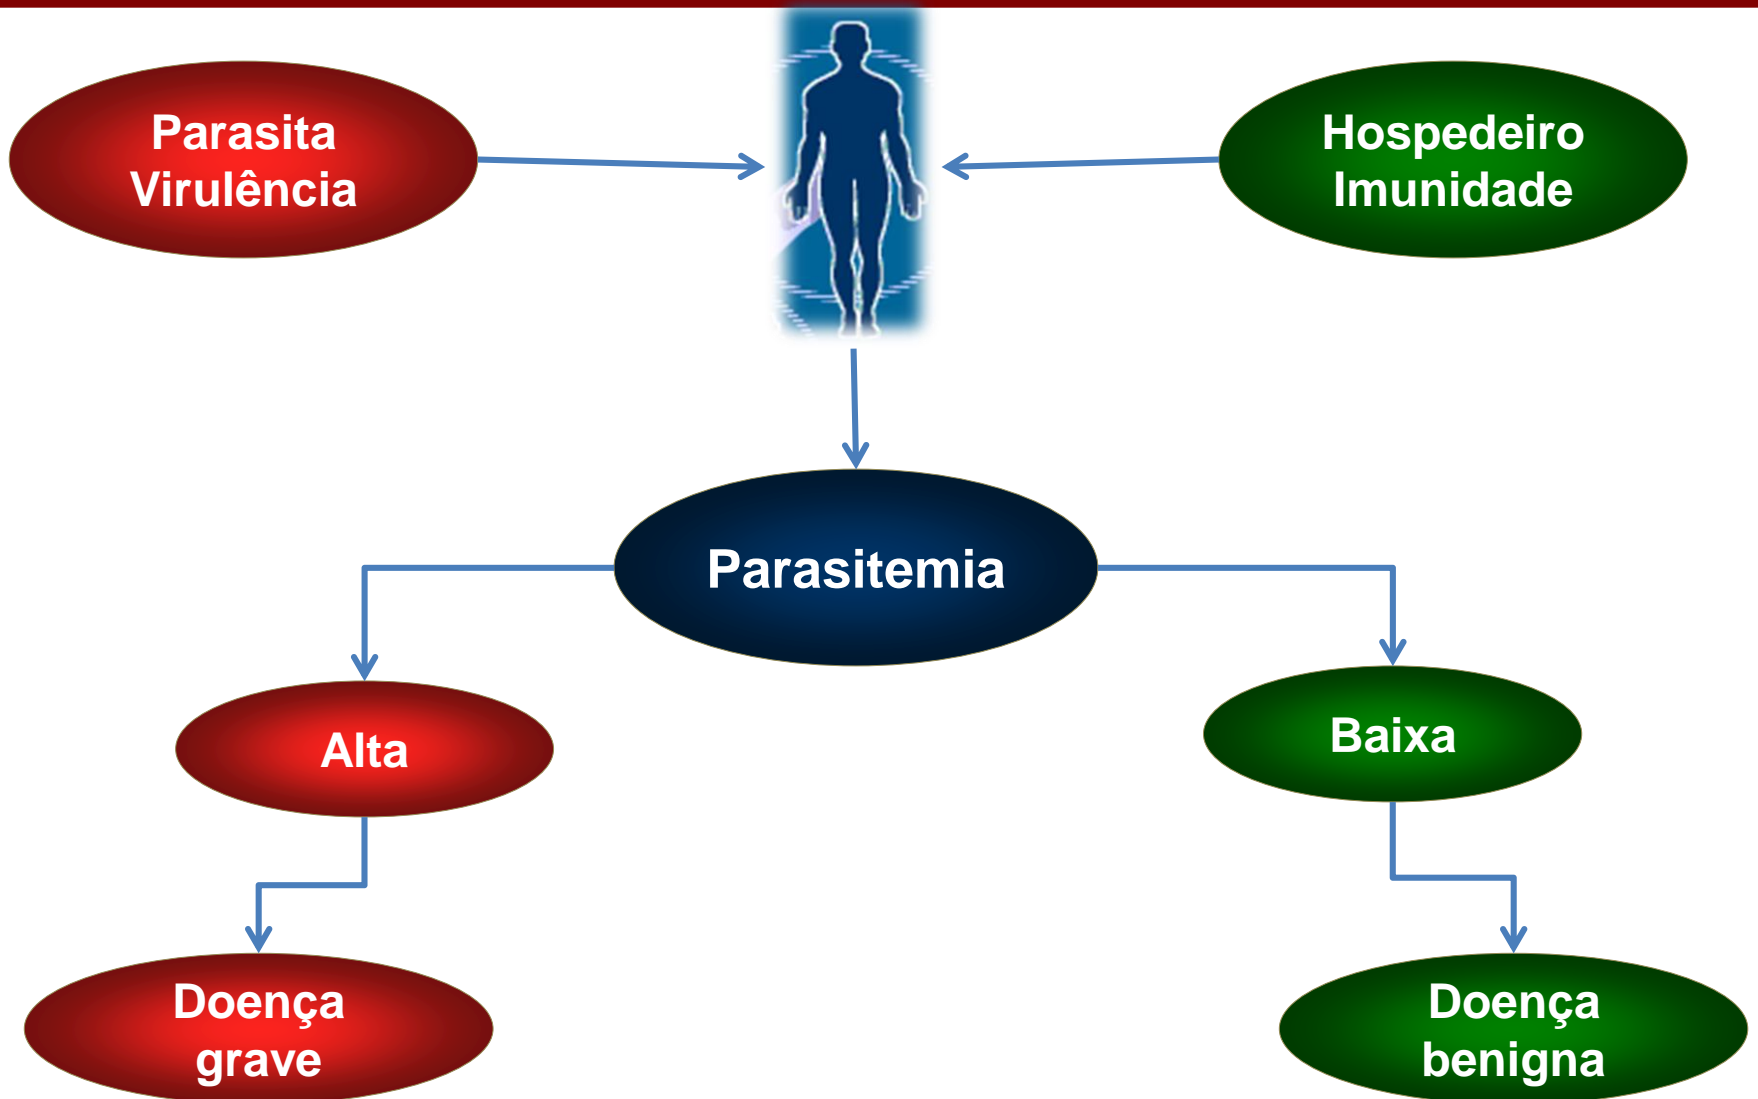 Parasita
Virulência
Hospedeiro
Imunidade
Parasitemia
Alta
Baixa
Doença
grave
Doença
benigna